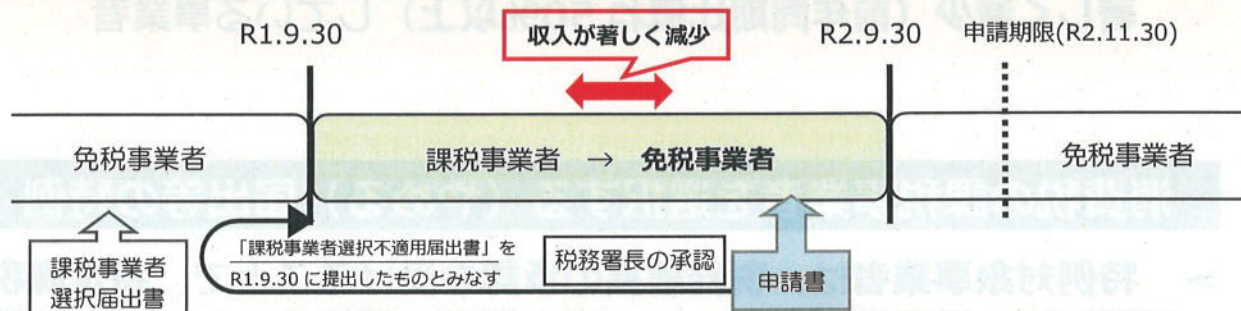 R1.9.30
収入が著しく減少
R2.9.30
申請期限(R2.11.30)
免税事業者
課税事業者 → 免税事業者
免税事業者
課税事業者
選択届出書
「課税事業者選択不適用届出書」を
R1.9.30 に提出したものとみなす
税務署長の承認
申請書